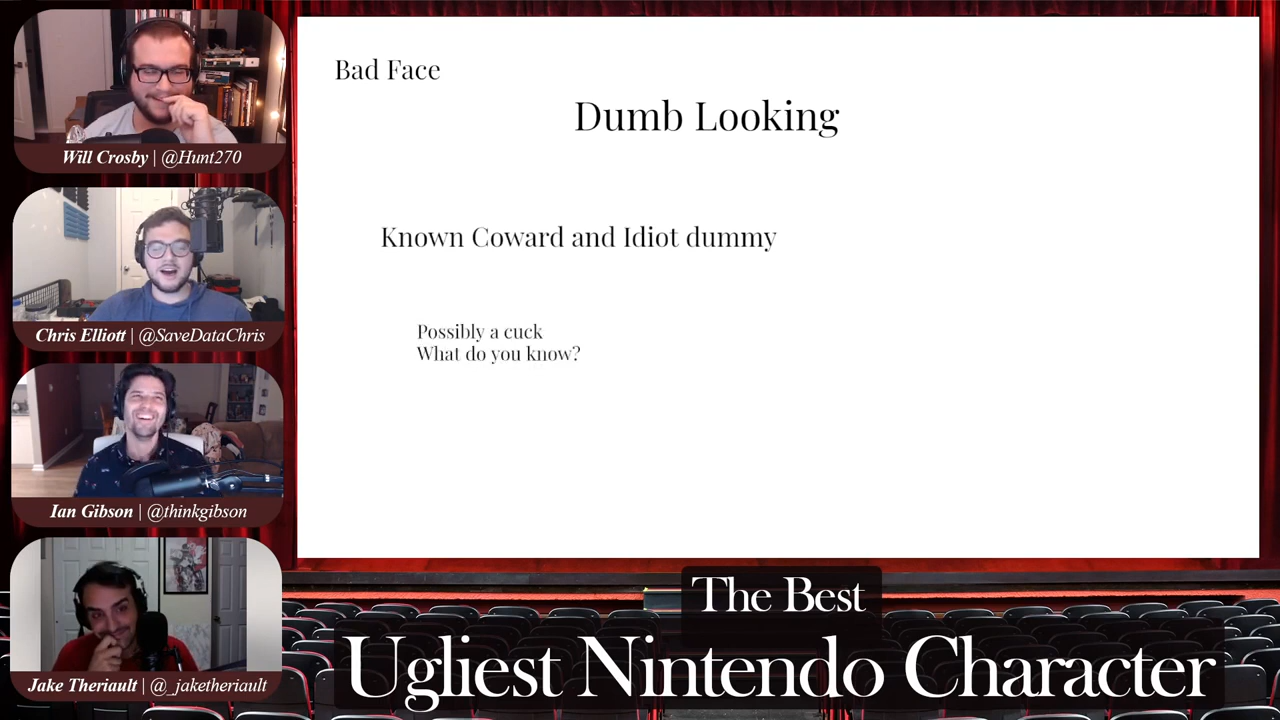 Will Crosby | @Hunt270
Chris Elliott | @SaveDataChris
Ian Gibson | @thinkgibson
Jake Theriault | @_jaketheriault
Bad Face
Dumb Looking
Known Coward and Idiot dummy
Possibly a cuck
What do you know?
The Best
Ugliest Nintendo Character